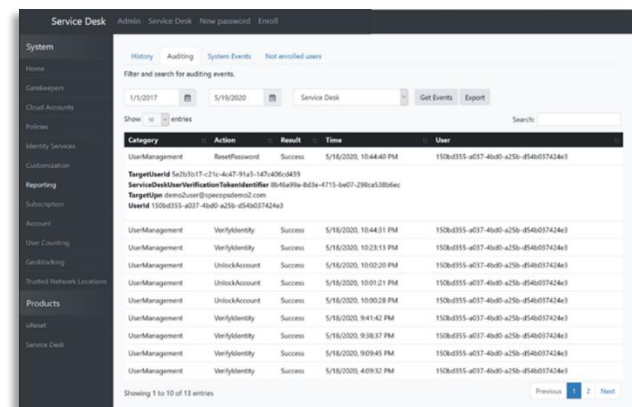 Service Desk Admin Service Desk New password Enroll
System
Home
Gatekeepers
Cloud Accounts
Policies
Identity Services
Customization
Reporting
Subscription
Account
User Counting
Geoblocking
Trusted Network Locations
Products
uReset
Service Desk
History Auditing System Events Not enrolled users
Filter and search for auditing events.
1/1/2017 5/19/2020 Service Desk Get Events Export
Show 10 entries Search:
Category Action Result Time User
UserManagement ResetPassword Success 5/18/2020, 10:44:40 PM 150bd355-a037-4bd0-a25b-d54b037424e3
TargetUserId 5e2b3b17-c21c-4c47-91a3-147c406cd459
ServiceDeskUserVerificationTokenIdentifier 8b46a99a-8d3e-4715-be07-298ca538b6ec
TargetUpn demo2user@specopsdemo2.com
UserId 150bd355-a037-4bd0-a25b-d54b037424e3
UserManagement VerifyIdentity Success 5/18/2020, 10:44:31 PM 150bd355-a037-4bd0-a25b-d54b037424e3
UserManagement VerifyIdentity Success 5/18/2020, 10:23:13 PM 150bd355-a037-4bd0-a25b-d54b037424e3
UserManagement UnlockAccount Success 5/18/2020, 10:02:20 PM 150bd355-a037-4bd0-a25b-d54b037424e3
UserManagement UnlockAccount Success 5/18/2020, 10:01:21 PM 150bd355-a037-4bd0-a25b-d54b037424e3
UserManagement UnlockAccount Success 5/18/2020, 10:00:28 PM 150bd355-a037-4bd0-a25b-d54b037424e3
UserManagement VerifyIdentity Success 5/18/2020, 9:41:42 PM 150bd355-a037-4bd0-a25b-d54b037424e3
UserManagement VerifyIdentity Success 5/18/2020, 9:38:37 PM 150bd355-a037-4bd0-a25b-d54b037424e3
UserManagement VerifyIdentity Success 5/18/2020, 9:09:45 PM 150bd355-a037-4bd0-a25b-d54b037424e3
UserManagement VerifyIdentity Success 5/18/2020, 4:09:32 PM 150bd355-a037-4bd0-a25b-d54b037424e3
Showing 1 to 10 of 13 entries Previous 1 2 Next